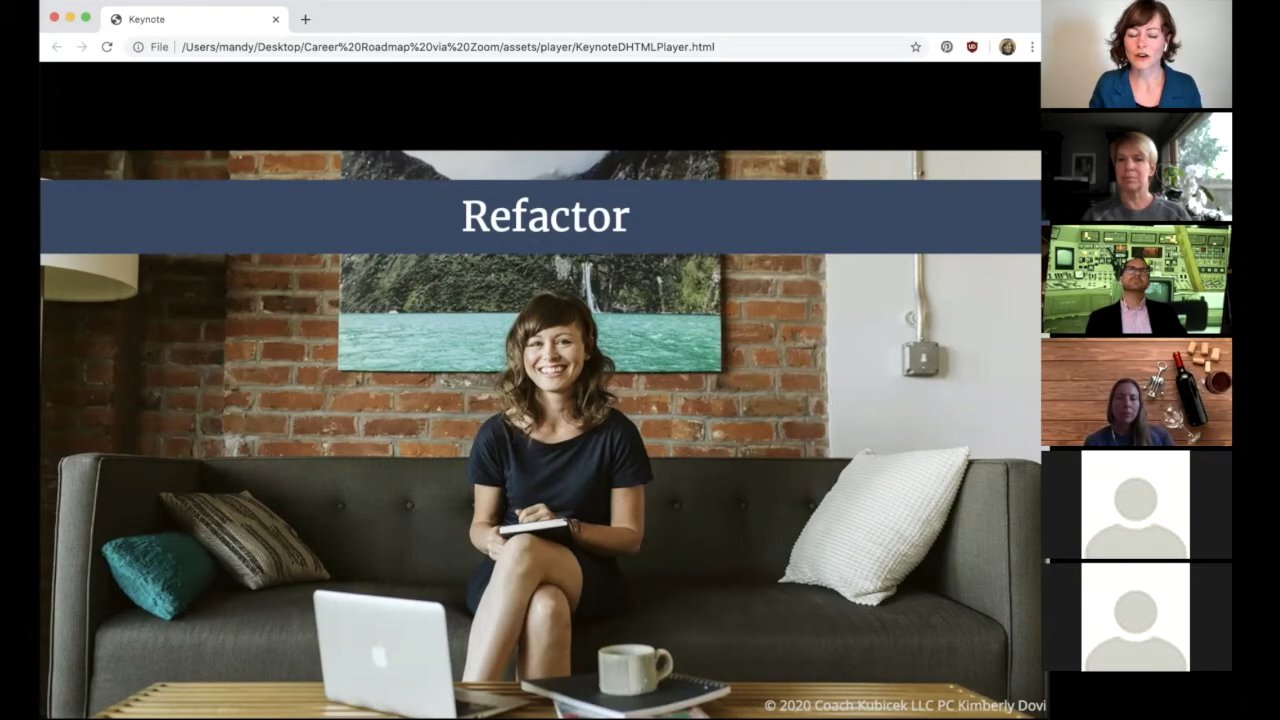 Keynote
File
/Users/mandy/Desktop/Career%20Roadmap%20via%20Zoom/assets/player/KeynoteDHTMLPlayer.html
Refactor
© 2020 Coach Kubicek LLC PC Kimberly Dovi